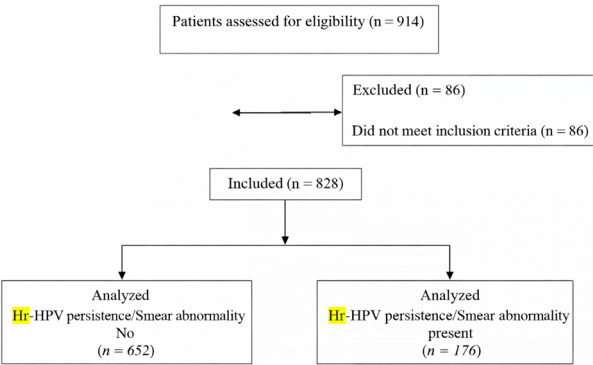 Patients assessed for eligibility (n = 914)
Excluded (n = 86)
Did not meet inclusion criteria (n = 86)
Included (n = 828)
Analyzed
Hr-HPV persistence/Smear abnormality
No
(n = 652)
Analyzed
Hr-HPV persistence/Smear abnormality
present
(n = 176)